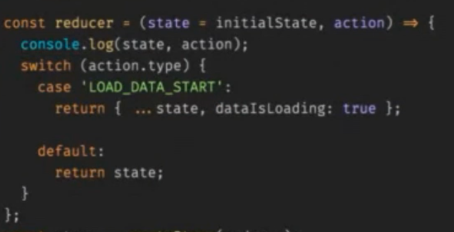 const reducer = (state = initialState, action) => {
console.log(state, action);
switch (action.type) {
case 'LOAD_DATA_START':
return { ...state, dataIsLoading: true };
default:
return state;
}
};